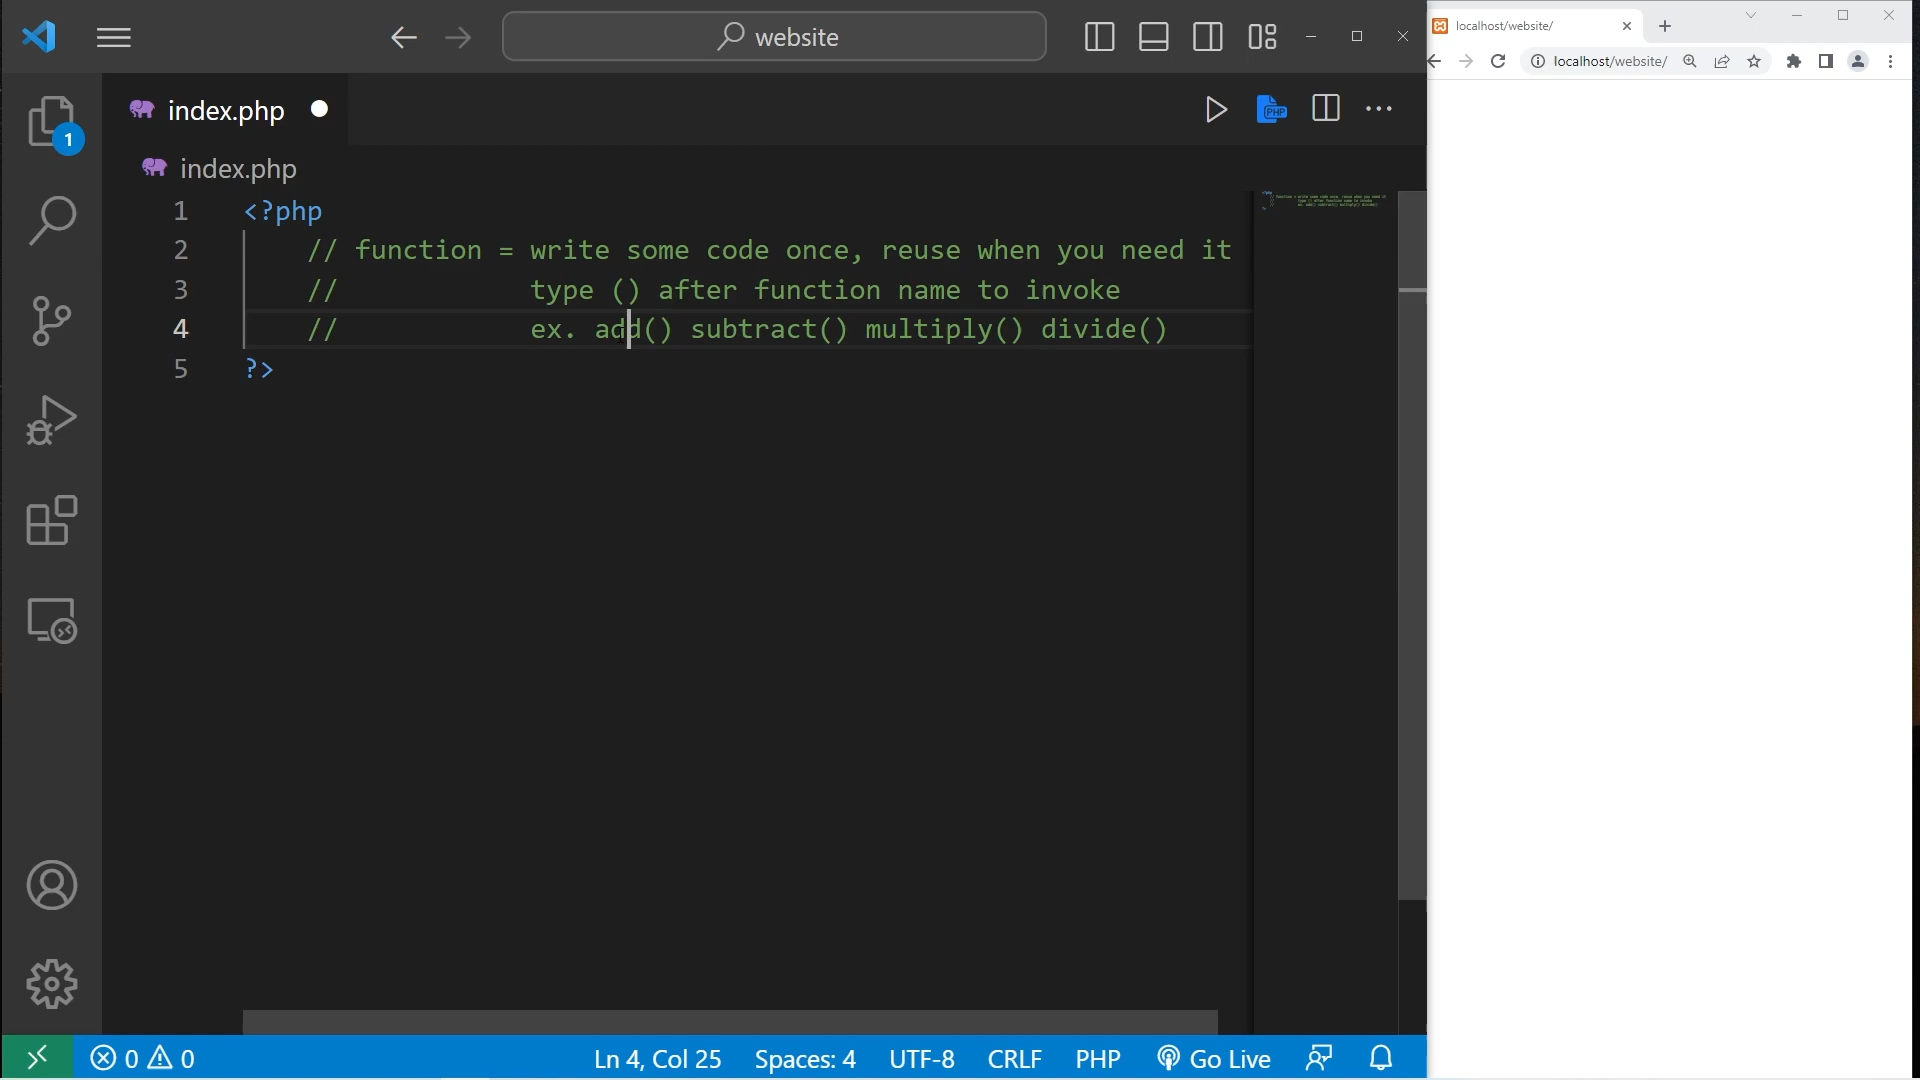 website
index.php
index.php
1 <?php
2 // function = write some code once, reuse when you need it
3 // type () after function name to invoke
4 // ex. add() subtract() multiply() divide()
5 ?>
1
PHP
0 0
Ln 4, Col 25 Spaces: 4 UTF-8 CRLF PHP Go Live
localhost/website/
localhost/website/